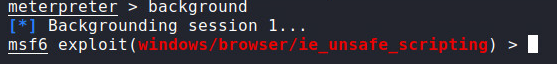 meterpreter > background
[*] Backgrounding session 1...
msf6 exploit(windows/browser/ie_unsafe_scripting) >